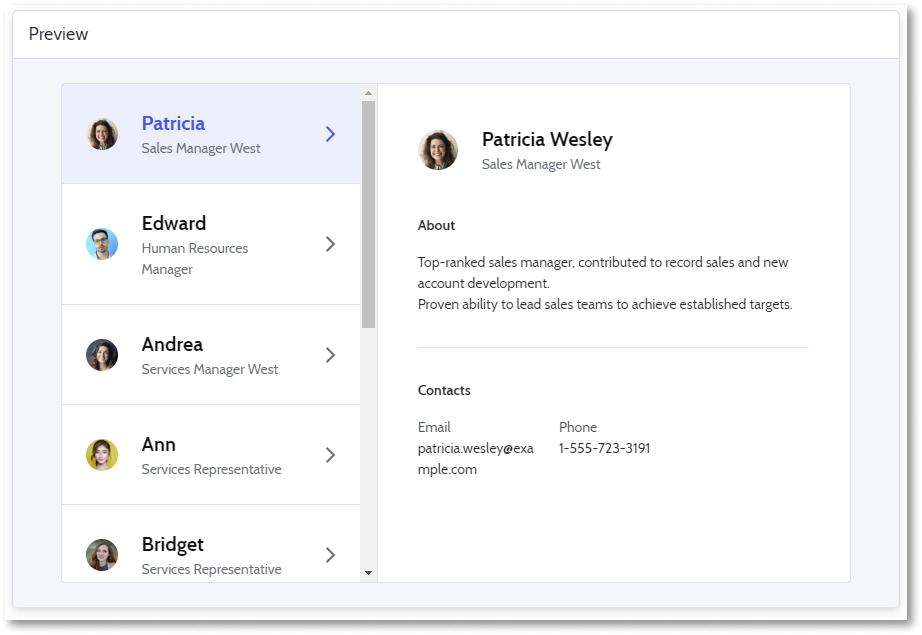 Preview
Patricia
Sales Manager West
Edward
Human Resources
Manager
Andrea
Services Manager West
Ann
Services Representative
Bridget
Services Representative
Patricia Wesley
Sales Manager West
About
Top-ranked sales manager, contributed to record sales and new
account development.
Proven ability to lead sales teams to achieve established targets.
Contacts
Email
patricia.wesley@exa
mple.com
Phone
1-555-723-3191